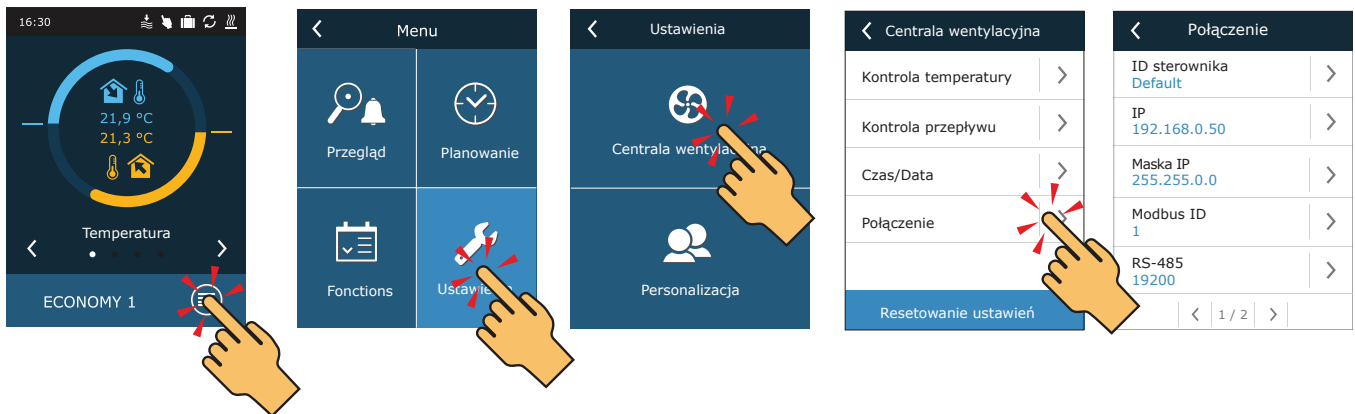 16:30
21,9 °C
21,3 °C
Temperatura
ECONOMY 1
Menu
Przegląd
Planowanie
Fonctions
Ustawienia
Ustawienia
Centrala wentylacyjna
Personalizacja
Centrala wentylacyjna
Kontrola temperatury
Kontrola przepływu
Czas/Data
Połączenie
Resetowanie ustawień
Połączenie
ID sterownika
Default
IP
192.168.0.50
Maska IP
255.255.0.0
Modbus ID
1
RS-485
19200
1 / 2